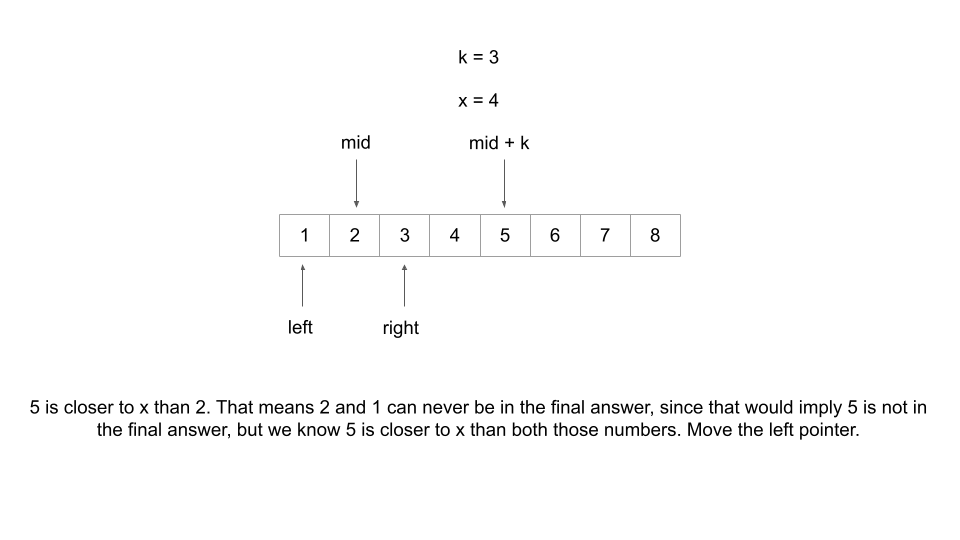 k = 3
x = 4
mid mid + k
1 2 3 4 5 6 7 8
left right
5 is closer to x than 2. That means 2 and 1 can never be in the final answer, since that would imply 5 is not in
the final answer, but we know 5 is closer to x than both those numbers. Move the left pointer.